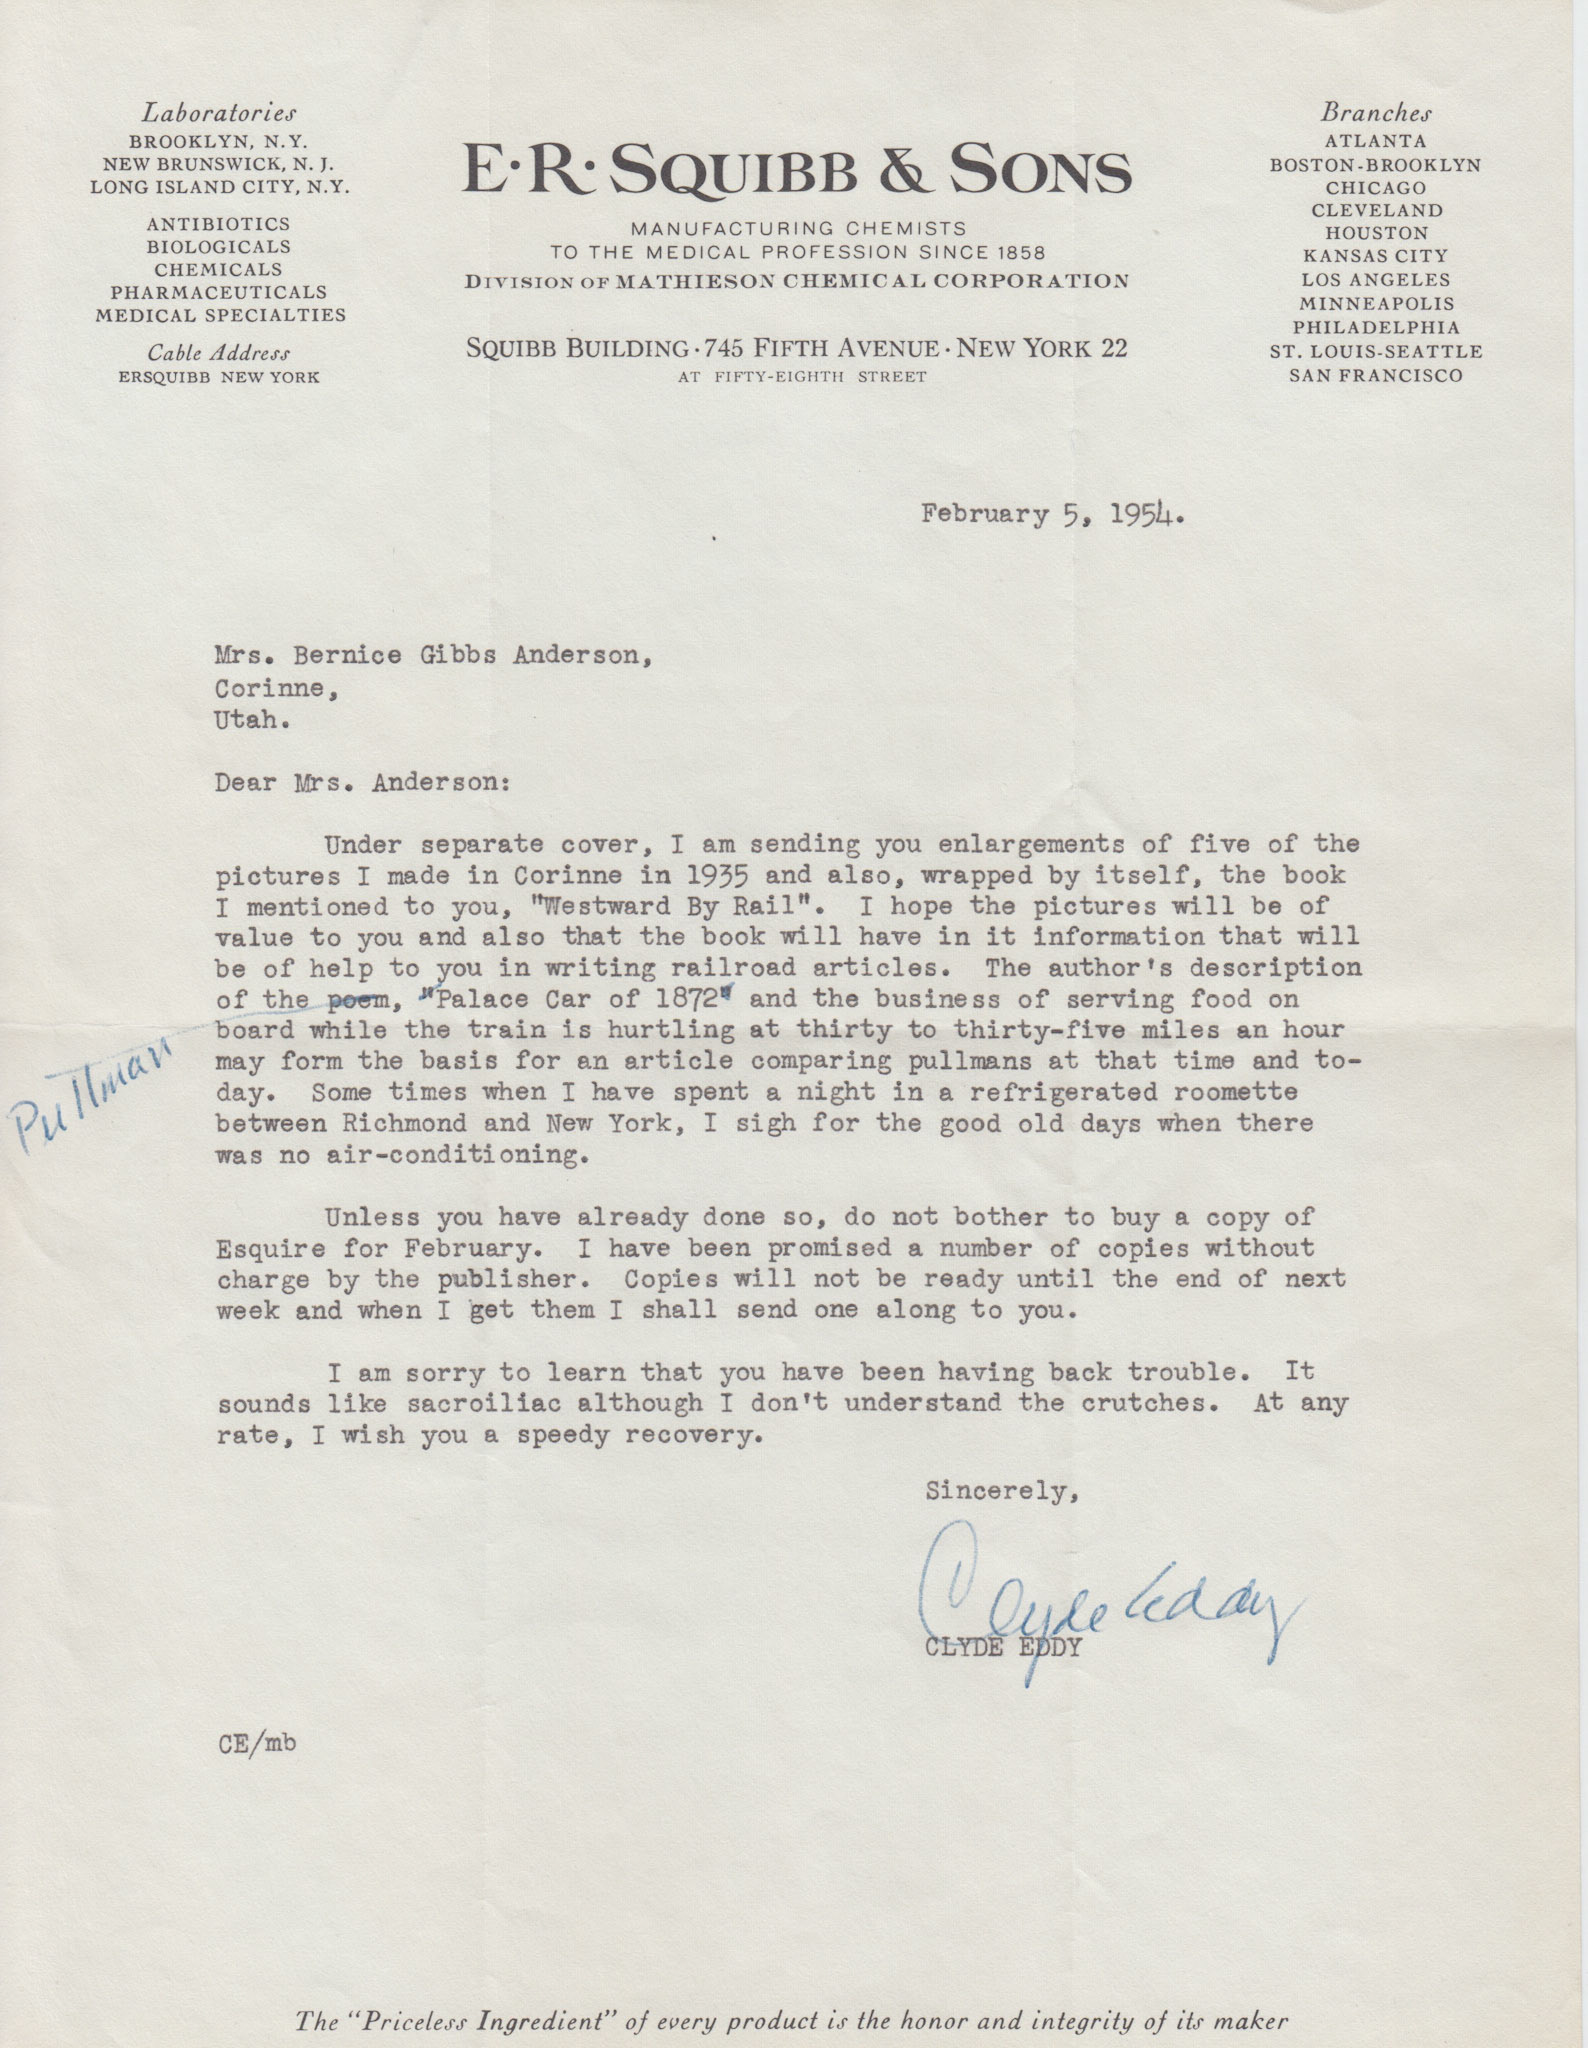 Laboratories
BROOKLYN, N.Y.
NEW BRUNSWICK, N. J.
LONG ISLAND CITY, N.Y.
ANTIBIOTICS
BIOLOGICALS
CHEMICALS
PHARMACEUTICALS
MEDICAL SPECIALTIES
Cable Address
ERSQUIBB NEW YORK
E·R·SQUIBB & SONS
MANUFACTURING CHEMISTS
TO THE MEDICAL PROFESSION SINCE 1858
DIVISION OF MATHIESON CHEMICAL CORPORATION
SQUIBB BUILDING · 745 FIFTH AVENUE · NEW YORK 22
AT FIFTY-EIGHTH STREET
Branches
ATLANTA
BOSTON-BROOKLYN
CHICAGO
CLEVELAND
HOUSTON
KANSAS CITY
LOS ANGELES
MINNEAPOLIS
PHILADELPHIA
ST. LOUIS-SEATTLE
SAN FRANCISCO
February 5, 1954.
Mrs. Bernice Gibbs Anderson,
Corinne,
Utah.
Dear Mrs. Anderson:
Under separate cover, I am sending you enlargements of five of the
pictures I made in Corinne in 1935 and also, wrapped by itself, the book
I mentioned to you, "Westward By Rail". I hope the pictures will be of
value to you and also that the book will have in it information that will
be of help to you in writing railroad articles. The author's description
of the poem, "Palace Car of 1872" and the business of serving food on
board while the train is hurtling at thirty to thirty-five miles an hour
Pullman
may form the basis for an article comparing pullmans at that time and to-
day. Some times when I have spent a night in a refrigerated roomette
between Richmond and New York, I sigh for the good old days when there
was no air-conditioning.
Unless you have already done so, do not bother to buy a copy of
Esquire for February. I have been promised a number of copies without
charge by the publisher. Copies will not be ready until the end of next
week and when I get them I shall send one along to you.
I am sorry to learn that you have been having back trouble. It
sounds like sacroiliac although I don't understand the crutches. At any
rate, I wish you a speedy recovery.
Sincerely,
Clyde Eddy
CLYDE EDDY
CE/mb
The "Priceless Ingredient" of every product is the honor and integrity of its maker